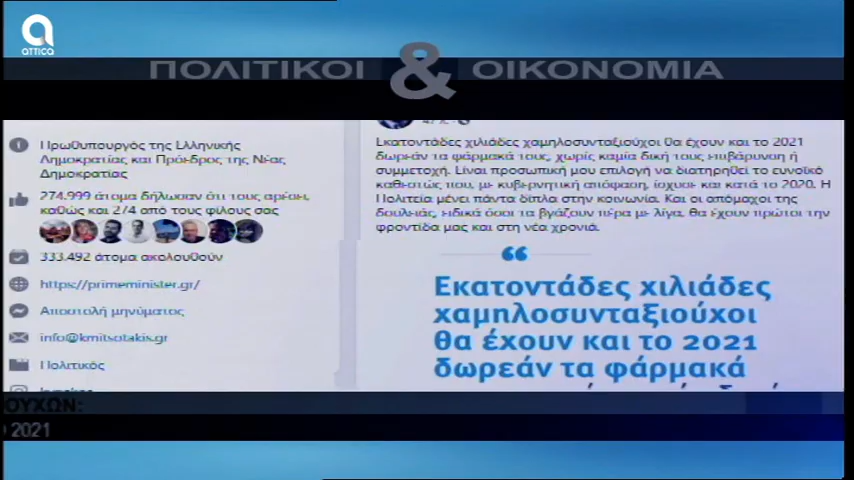 αττιcα
ΠΟΛΙΤΙΚΟΙ & ΟΙΚΟΝΟΜΙΑ
Πρωθυπουργός της Ελληνικής
Δημοκρατίας και Πρόεδρος της Νέας
Δημοκρατίας
274.999 άτομα δήλωσαν ότι τους αρέσει,
καθώς και 274 από τους φίλους σας
333.492 άτομα ακολουθούν
https://primeminister.gr/
Αποστολή μηνύματος
info@kmitsotakis.gr
Πολιτικός
Εκατοντάδες χιλιάδες χαμηλοσυνταξιούχοι θα έχουν και το 2021
δωρεάν τα φάρμακά τους, χωρίς καμία δική τους επιβάρυνση ή
συμμετοχή. Είναι προσωπική μου επιλογή να διατηρηθεί το ευνοϊκό
καθεστώς που, με κυβερνητική απόφαση, ίσχυσε και κατά το 2020. Η
Πολιτεία μένει πάντα δίπλα στην κοινωνία. Και οι απόμαχοι της
δουλειάς, ειδικά όσοι τα βγάζουν πέρα με λίγα, θα έχουν πρώτοι την
φροντίδα μας και στη νέα χρονιά.
“
Εκατοντάδες χιλιάδες
χαμηλοσυνταξιούχοι
θα έχουν και το 2021
δωρεάν τα φάρμακά
ΟΥΧΩΝ:
2021